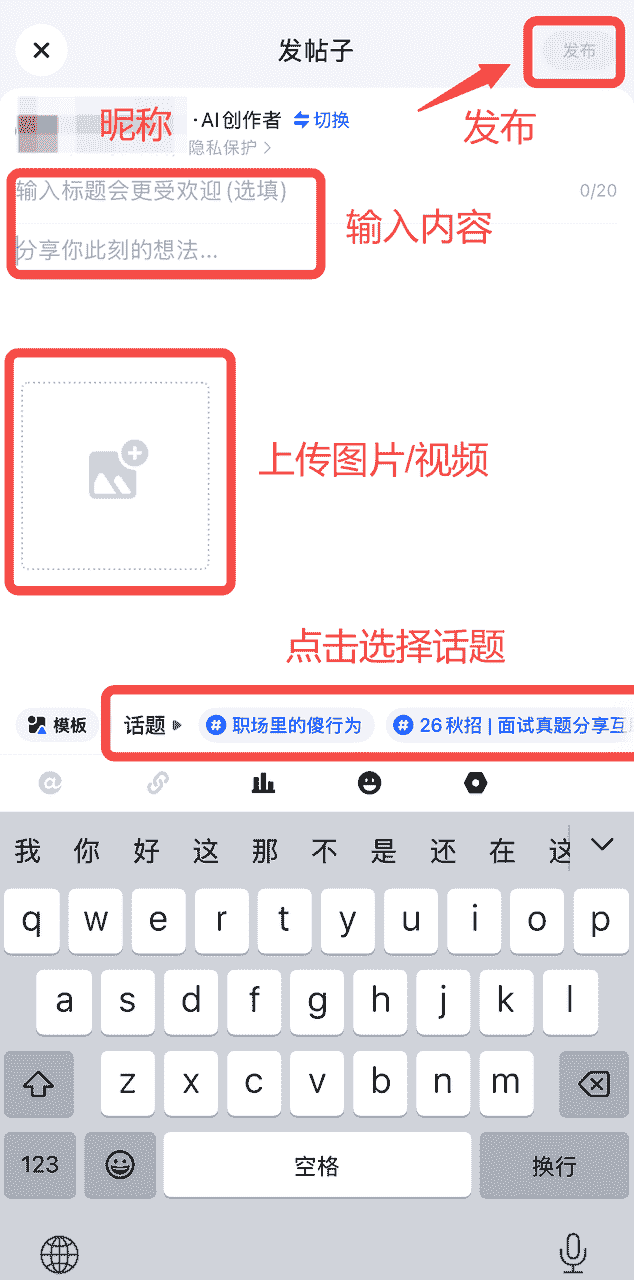 发帖子
发布
昵称 ·AI创作者 切换
发布
隐私保护
输入标题会更受欢迎(选填)
0/20
输入内容
分享你此刻的想法...
上传图片/视频
点击选择话题
模板 话题 # 职场里的傻行为 # 26秋招 | 面试真题分享互
@
我 你 好 这 那 不 是 还 在 这
q w e r t y u i o p
a s d f g h j k l
z x c v b n m
123 空格 换行